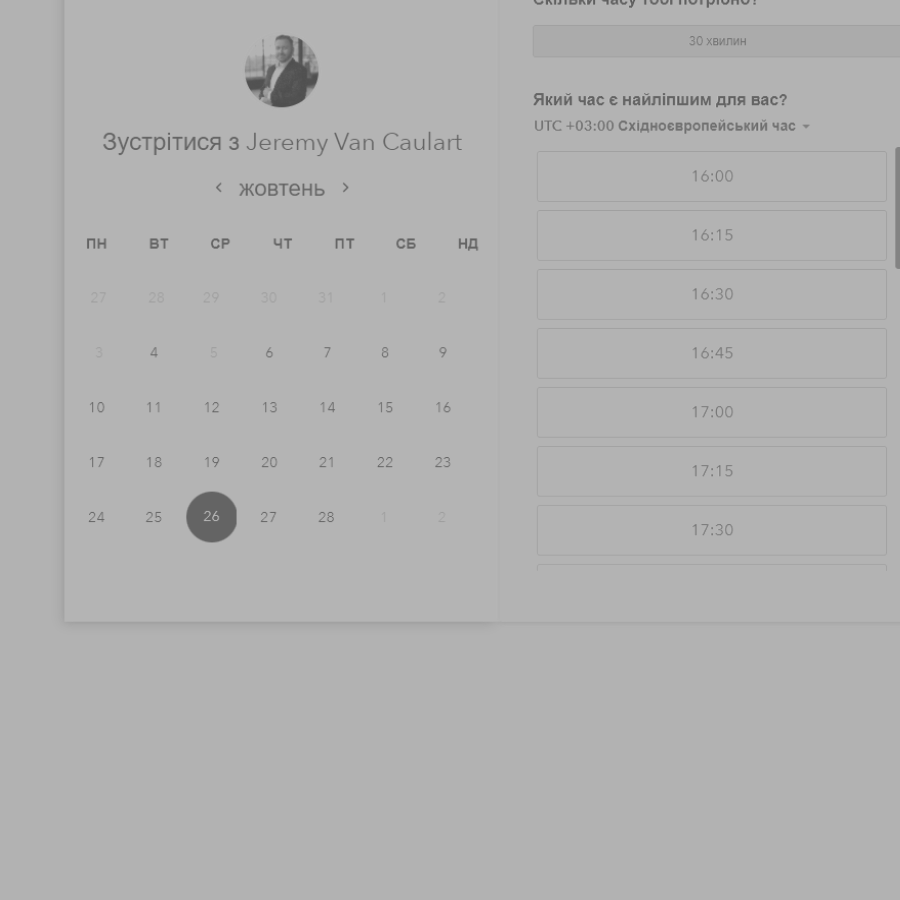 Зустрітися з Jeremy Van Caulart
жовтень
ПН ВТ СР ЧТ ПТ СБ НД
27 28 29 30 31 1 2
3 4 5 6 7 8 9
10 11 12 13 14 15 16
17 18 19 20 21 22 23
24 25 26 27 28 1 2
Скільки часу тобі потрібно?
30 хвилин
Який час є найліпшим для вас?
UTC +03:00 Східноєвропейський час
16:00
16:15
16:30
16:45
17:00
17:15
17:30